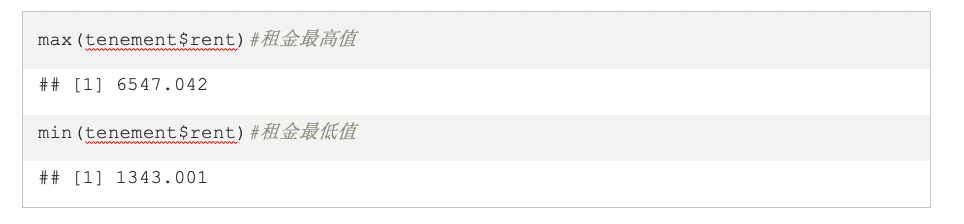 max(tenement$rent)#租金最高值
## [1] 6547.042
min(tenement$rent)#租金最低值
## [1] 1343.001